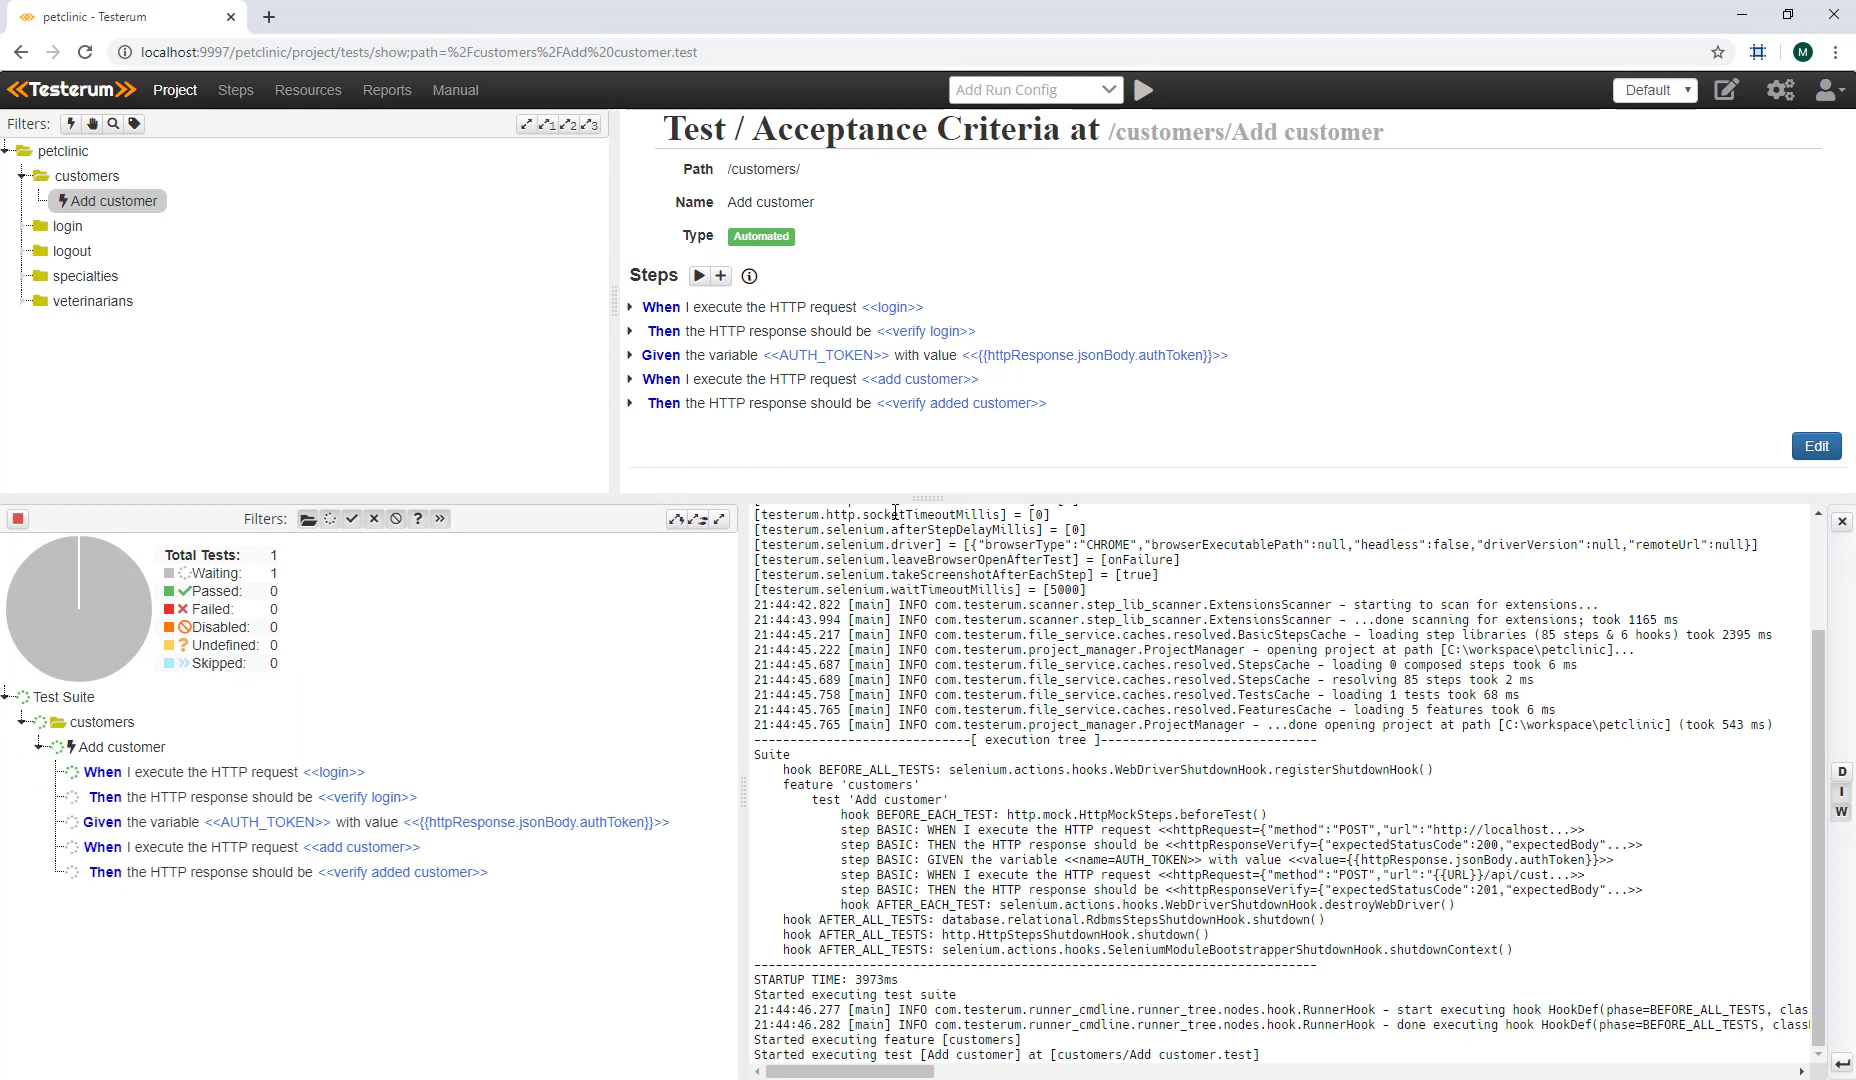 petclinic - Testerum
localhost:9997/petclinic/project/tests/show;path=%2Fcustomers%2FAdd%20customer.test
M
Testerum Project Steps Resources Reports Manual Add Run Config Default
Filters:
1 2 3
petclinic
customers
Add customer
login
logout
specialties
veterinarians
Test / Acceptance Criteria at /customers/Add customer
Path /customers/
Name Add customer
Type Automated
Steps
When I execute the HTTP request <<login>>
Then the HTTP response should be <<verify login>>
Given the variable <<AUTH_TOKEN>> with value <<{{httpResponse.jsonBody.authToken}}>>
When I execute the HTTP request <<add customer>>
Then the HTTP response should be <<verify added customer>>
Edit
Filters:
Total Tests: 1
Waiting: 1
Passed: 0
Failed: 0
Disabled: 0
Undefined: 0
Skipped: 0
Test Suite
customers
Add customer
When I execute the HTTP request <<login>>
Then the HTTP response should be <<verify login>>
Given the variable <<AUTH_TOKEN>> with value <<{{httpResponse.jsonBody.authToken}}>>
When I execute the HTTP request <<add customer>>
Then the HTTP response should be <<verify added customer>>
[testerum.http.socketTimeoutMillis] = [0]
[testerum.selenium.afterStepDelayMillis] = [0]
[testerum.selenium.driver] = [{"browserType":"CHROME","browserExecutablePath":null,"headless":false,"driverVersion":null,"remoteUrl":null}]
[testerum.selenium.leaveBrowserOpenAfterTest] = [onFailure]
[testerum.selenium.takeScreenshotAfterEachStep] = [true]
[testerum.selenium.waitTimeoutMillis] = [5000]
21:44:42.822 [main] INFO com.testerum.scanner.step_lib_scanner.ExtensionsScanner - starting to scan for extensions...
21:44:43.994 [main] INFO com.testerum.scanner.step_lib_scanner.ExtensionsScanner - ...done scanning for extensions; took 1165 ms
21:44:45.217 [main] INFO com.testerum.file_service.caches.resolved.BasicStepsCache - loading step libraries (85 steps & 6 hooks) took 2395 ms
21:44:45.222 [main] INFO com.testerum.project_manager.ProjectManager - opening project at path [C:\workspace\petclinic]...
21:44:45.687 [main] INFO com.testerum.file_service.caches.resolved.StepsCache - loading 0 composed steps took 6 ms
21:44:45.689 [main] INFO com.testerum.file_service.caches.resolved.StepsCache - resolving 85 steps took 2 ms
21:44:45.758 [main] INFO com.testerum.file_service.caches.resolved.TestsCache - loading 1 tests took 68 ms
21:44:45.765 [main] INFO com.testerum.file_service.caches.resolved.FeaturesCache - loading 5 features took 6 ms
21:44:45.765 [main] INFO com.testerum.project_manager.ProjectManager - ...done opening project at path [C:\workspace\petclinic] (took 543 ms)
------------------------------[ execution tree ]------------------------------
Suite
hook BEFORE_ALL_TESTS: selenium.actions.hooks.WebDriverShutdownHook.registerShutdownHook()
feature 'customers'
test 'Add customer'
hook BEFORE_EACH_TEST: http.mock.HttpMockSteps.beforeTest()
step BASIC: WHEN I execute the HTTP request <<httpRequest={"method":"POST","url":"http://localhost...>>
step BASIC: THEN the HTTP response should be <<httpResponseVerify={"expectedStatusCode":200,"expectedBody"...>>
step BASIC: GIVEN the variable <<name=AUTH_TOKEN>> with value <<value={{httpResponse.jsonBody.authToken}}>>
step BASIC: WHEN I execute the HTTP request <<httpRequest={"method":"POST","url":"{{URL}}/api/cust...>>
step BASIC: THEN the HTTP response should be <<httpResponseVerify={"expectedStatusCode":201,"expectedBody"...>>
hook AFTER_EACH_TEST: selenium.actions.hooks.WebDriverShutdownHook.destroyWebDriver()
hook AFTER_ALL_TESTS: database.relational.RdbmsStepsShutdownHook.shutdown()
hook AFTER_ALL_TESTS: http.HttpStepsShutdownHook.shutdown()
hook AFTER_ALL_TESTS: selenium.actions.hooks.SeleniumModuleBootstrapperShutdownHook.shutdownContext()
------------------------------------------------------------------------------
STARTUP TIME: 3973ms
Started executing test suite
21:44:46.277 [main] INFO com.testerum.runner_cmdline.runner_tree.nodes.hook.RunnerHook - start executing hook HookDef(phase=BEFORE_ALL_TESTS, clas
21:44:46.282 [main] INFO com.testerum.runner_cmdline.runner_tree.nodes.hook.RunnerHook - done executing hook HookDef(phase=BEFORE_ALL_TESTS, class
Started executing feature [customers]
Started executing test [Add customer] at [customers/Add customer.test]
D
I
W